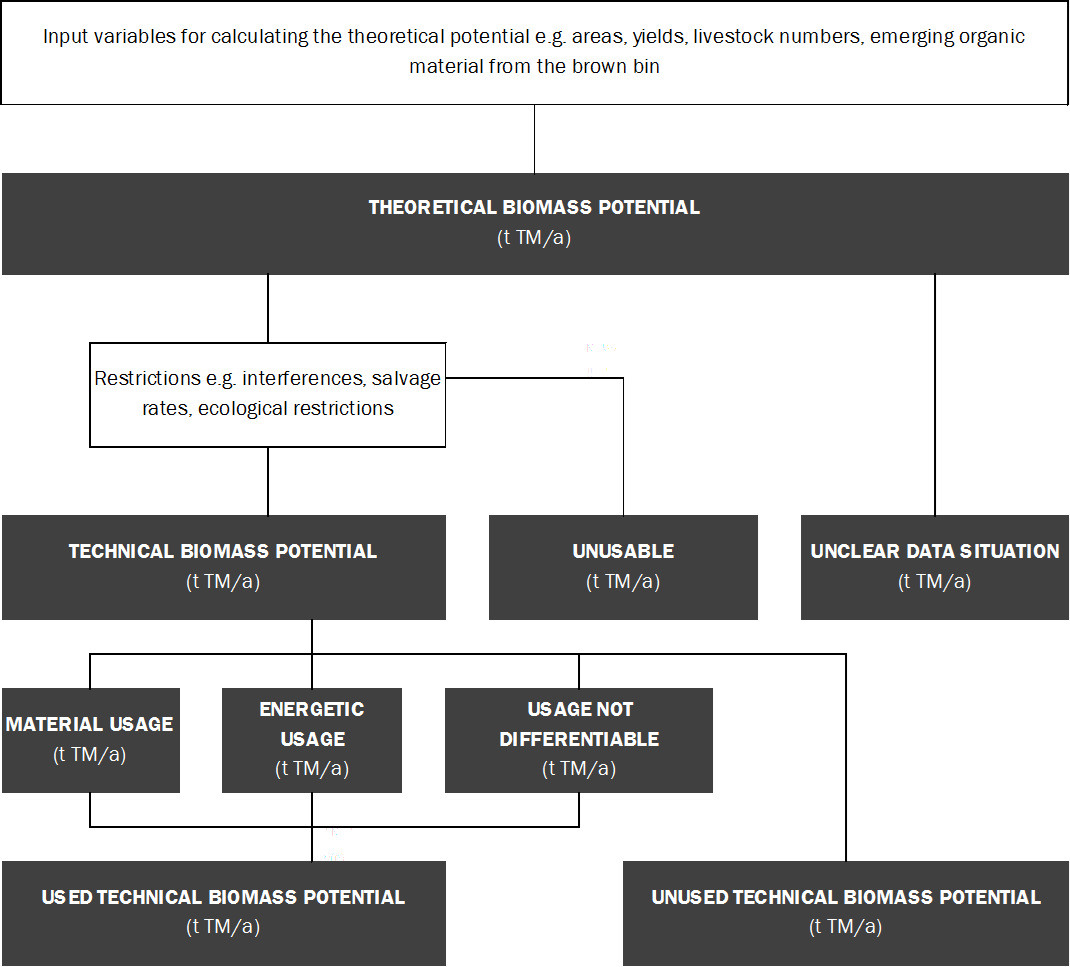 Input variables for calculating the theoretical potential e.g. areas, yields, livestock numbers, emerging organic
material from the brown bin
THEORETICAL BIOMASS POTENTIAL
(t TM/a)
Restrictions e.g. interferences, salvage
rates, ecological restrictions
TECHNICAL BIOMASS POTENTIAL
(t TM/a)
UNUSABLE
(t TM/a)
UNCLEAR DATA SITUATION
(t TM/a)
MATERIAL USAGE
(t TM/a)
ENERGETIC
USAGE
(t TM/a)
USAGE NOT
DIFFERENTIABLE
(t TM/a)
USED TECHNICAL BIOMASS POTENTIAL
(t TM/a)
UNUSED TECHNICAL BIOMASS POTENTIAL
(t TM/a)